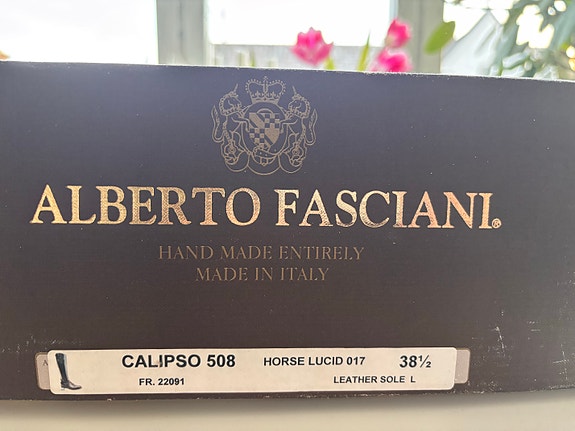 ALBERTO FASCIANI®
HAND MADE ENTIRELY
MADE IN ITALY
CALIPSO 508 HORSE LUCID 017 38½
FR. 22091 LEATHER SOLE L